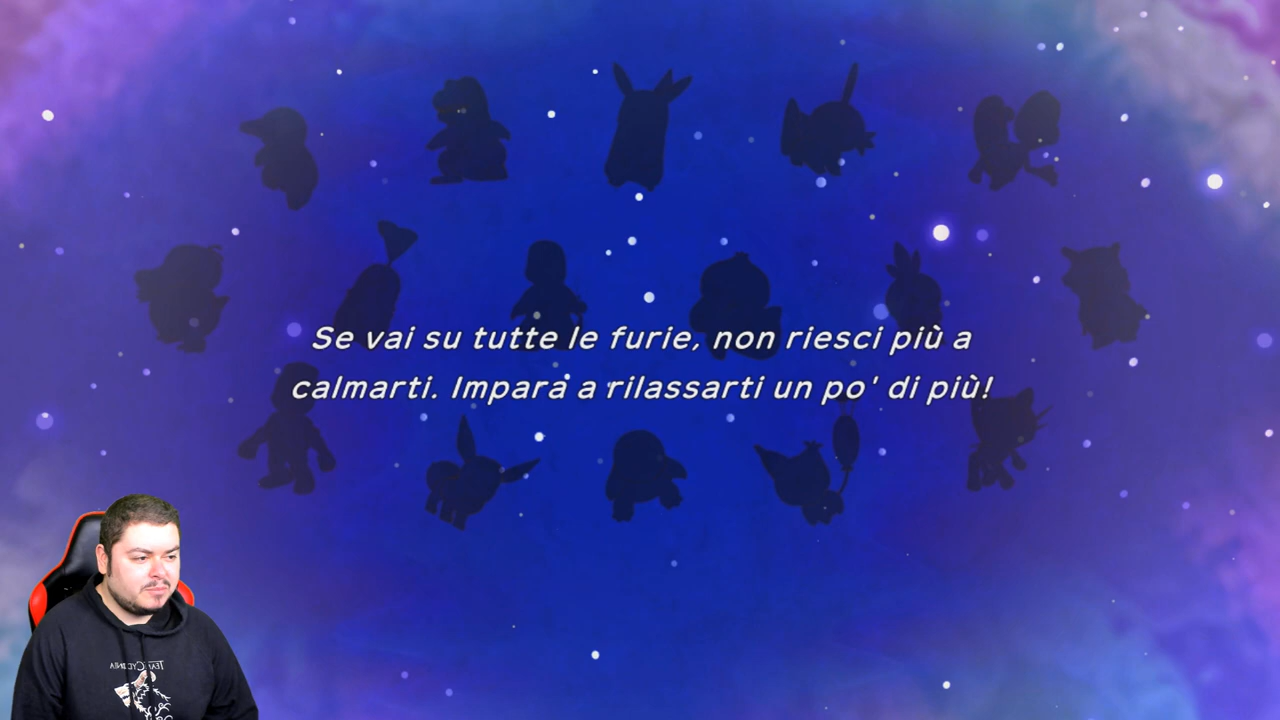 Se vai su tutte le furie, non riesci più a
calmarti. Impara a rilassarti un po' di più!